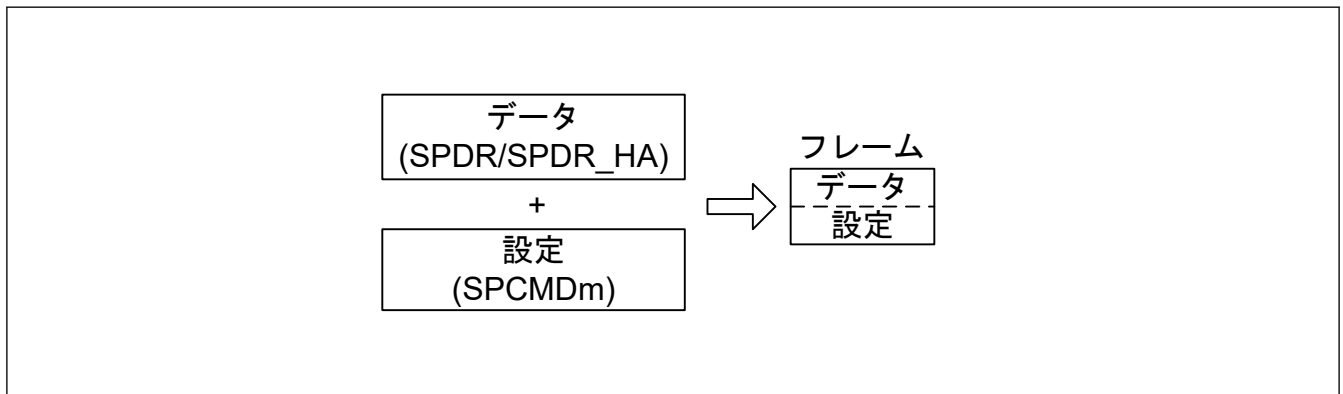 データ
(SPDR/SPDR_HA)
+
設定
(SPCMDm)
フレーム
データ
設定